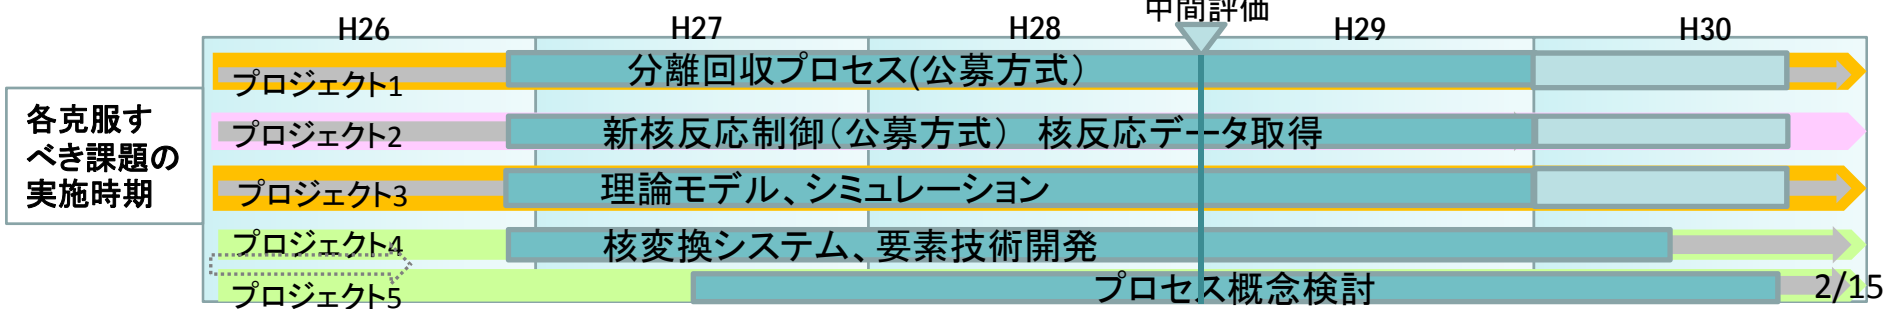 中間評価
H26 H27 H28 H29 H30
各克服す
べき課題の
実施時期
プロジェクト1 分離回収プロセス(公募方式)
プロジェクト2 新核反応制御(公募方式) 核反応データ取得
プロジェクト3 理論モデル、シミュレーション
プロジェクト4 核変換システム、要素技術開発
プロジェクト5 プロセス概念検討
2/15